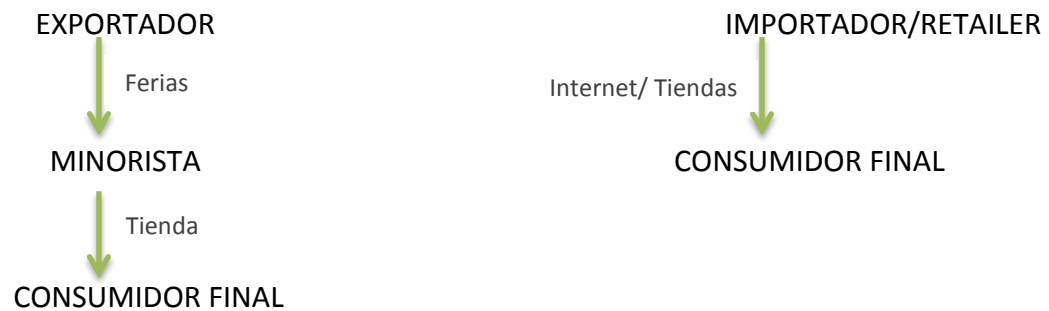 EXPORTADOR
Ferias
MINORISTA
Tienda
CONSUMIDOR FINAL
IMPORTADOR/RETAILER
Internet/ Tiendas
CONSUMIDOR FINAL